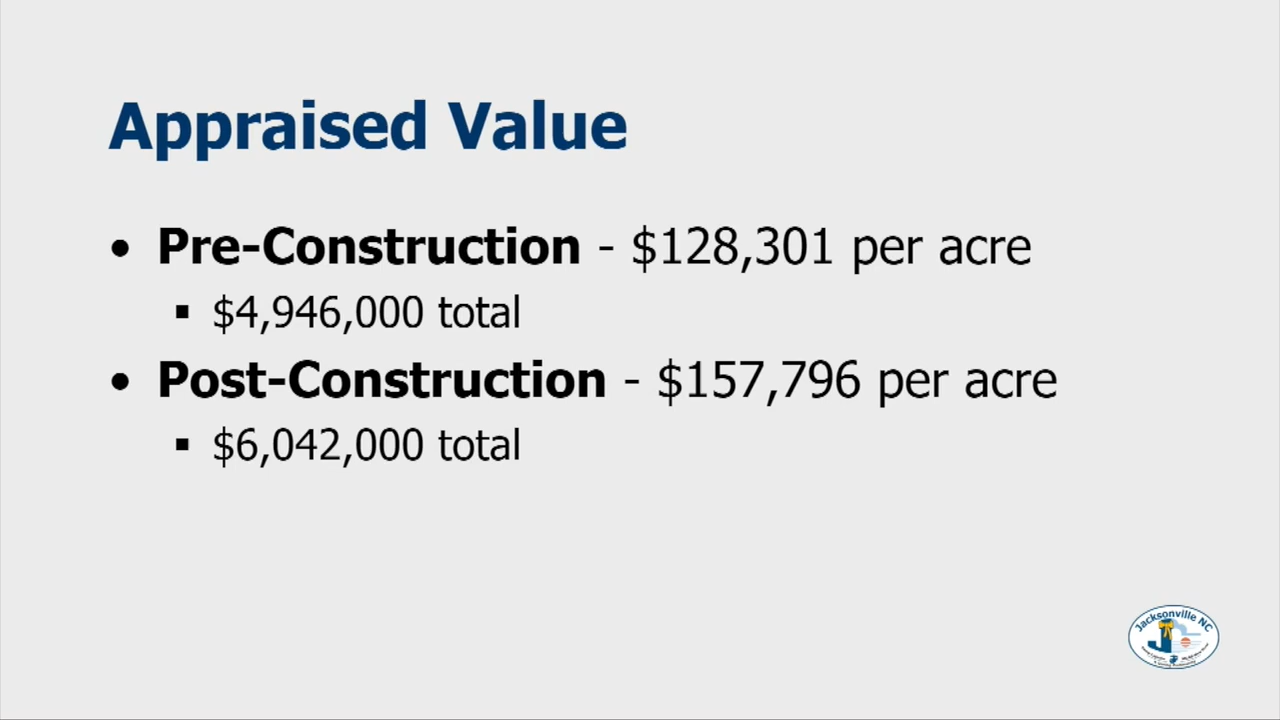 Appraised Value
• Pre-Construction - $128,301 per acre
▪ $4,946,000 total
• Post-Construction - $157,796 per acre
▪ $6,042,000 total
Jacksonville NC